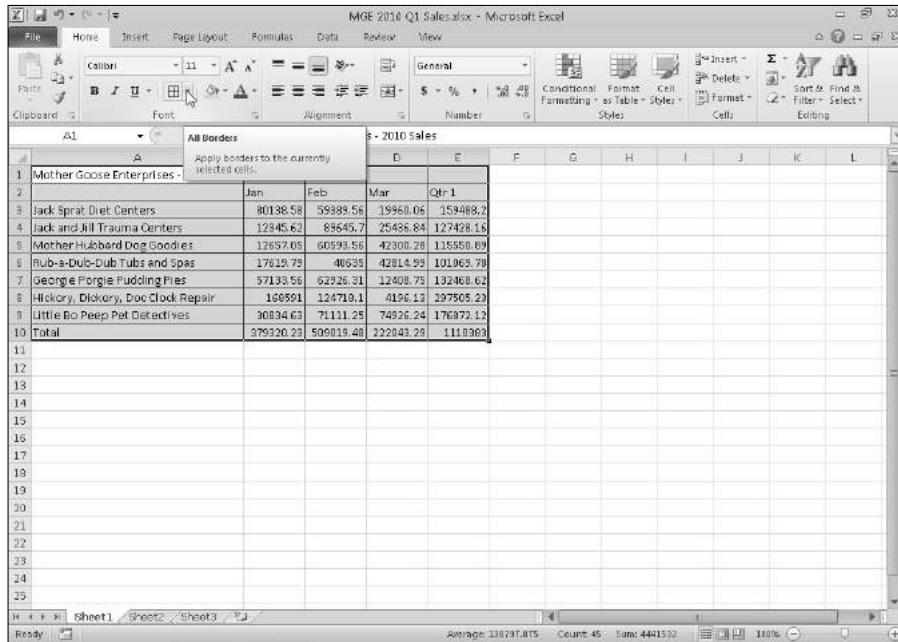 MGE 2010 Q1 Sales.xlsx - Microsoft Excel
File Home Insert Page Layout Formulas Data Review View
Calibri 11 A A General Insert
Paste Delete
B I U A $ % , Conditional Format Cell Format Sort & Find &
Formatting as Table Styles Filter Select
Clipboard Font Alignment Number Styles Cells Editing
A1 s - 2010 Sales
All Borders
Apply borders to the currently
selected cells.
A D E F G H I J K L
1 Mother Goose Enterprises -
2 Jan Feb Mar Qtr 1
3 Jack Sprat Diet Centers 80138.58 59389.56 19960.06 159488.2
4 Jack and Jill Trauma Centers 12345.62 89645.7 25436.84 127428.16
5 Mother Hubbard Dog Goodies 12657.05 60593.56 42300.28 115550.89
6 Rub-a-Dub-Dub Tubs and Spas 17619.79 40635 42814.99 101069.78
7 Georgie Porgie Pudding Pies 57133.56 62926.31 12408.75 132468.62
8 Hickory, Dickory, Doc Clock Repair 168591 124718.1 4196.13 297505.23
9 Little Bo Peep Pet Detectives 30834.63 71111.25 74926.24 176872.12
10 Total 379320.23 509019.48 222043.29 1110383
11
12
13
14
15
16
17
18
19
20
21
22
23
24
25
Sheet1 Sheet2 Sheet3
Ready Average: 138797.875 Count: 45 Sum: 4441532 110%